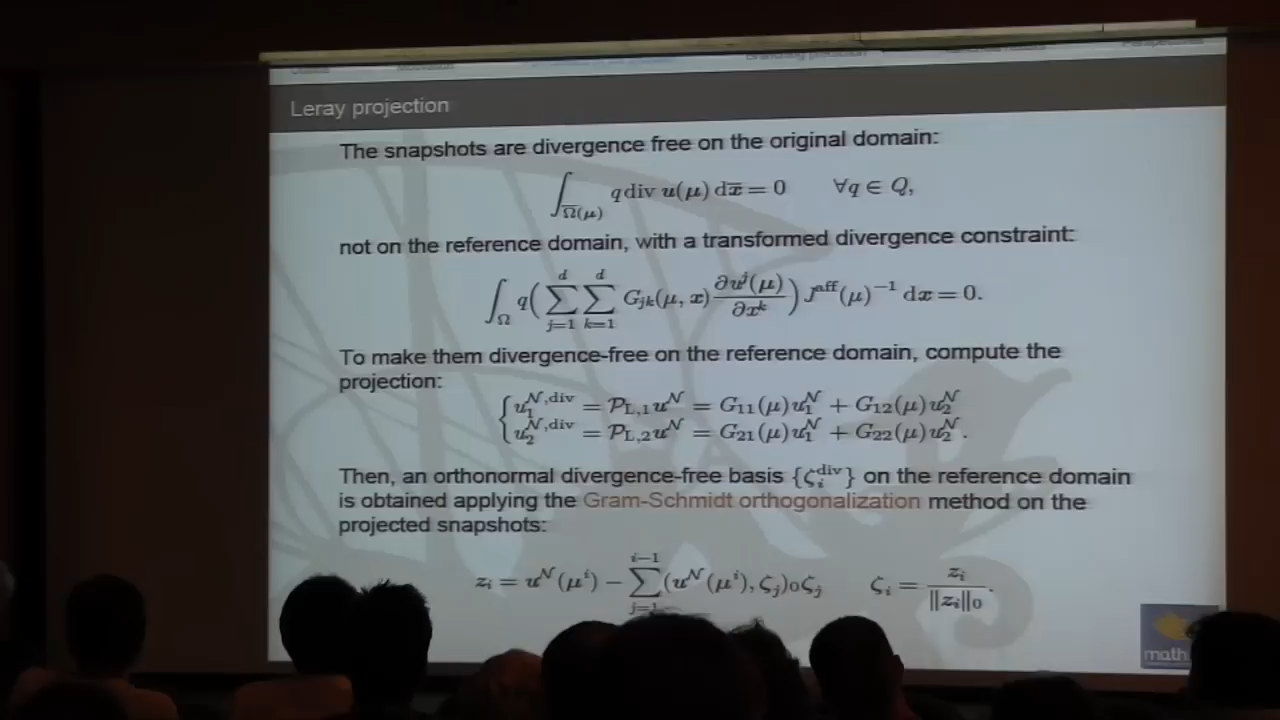 Leray projection
The snapshots are divergence free on the original domain:
∫_{Ω̅(μ)} q div u(μ) dx̅ = 0   ∀q ∈ Q,
not on the reference domain, with a transformed divergence constraint:
∫_Ω q( ∑_{j=1}^{d} ∑_{k=1}^{d} G_{jk}(μ, x) ∂u^j(μ)/∂x^k ) J^{aff}(μ)^{-1} dx = 0.
To make them divergence-free on the reference domain, compute the
projection:
{ u_1^{N,div} = P_{L,1} u^N = G_{11}(μ)u_1^N + G_{12}(μ)u_2^N
u_2^{N,div} = P_{L,2} u^N = G_{21}(μ)u_1^N + G_{22}(μ)u_2^N .
Then, an orthonormal divergence-free basis {ζ_i^{div}} on the reference domain
is obtained applying the Gram-Schmidt orthogonalization method on the
projected snapshots:
z_i = u^N(μ^i) − ∑_{j=1}^{i−1} (u^N(μ^i), ζ_j)_0 ζ_j   ζ_i = z_i / ||z_i||_0 .
math